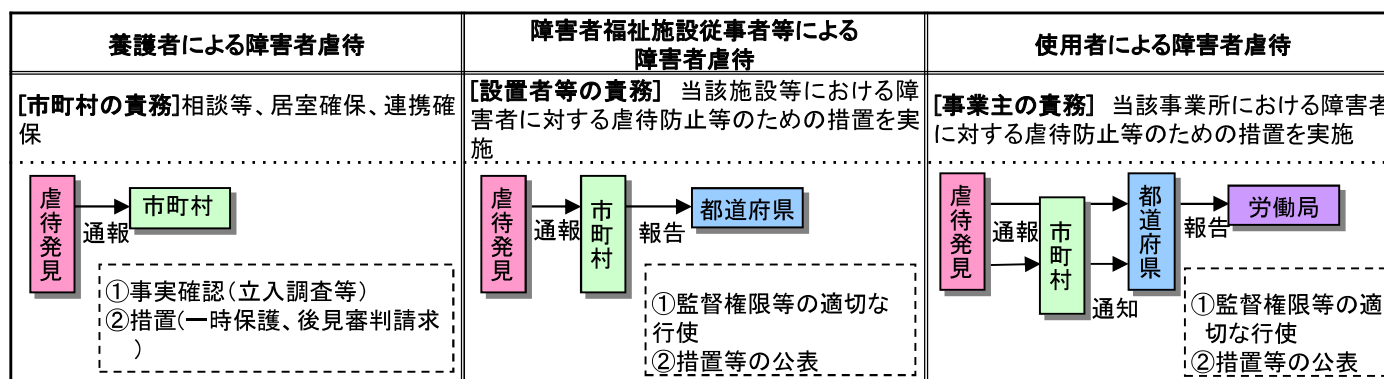 養護者による障害者虐待
[市町村の責務]相談等、居室確保、連携確
保
虐待発見
通報
市町村
①事実確認(立入調査等)
②措置(一時保護、後見審判請求
)
障害者福祉施設従事者等による
障害者虐待
[設置者等の責務] 当該施設等における障
害者に対する虐待防止等のための措置を実
施
虐待発見
通報
市町村
報告
都道府県
①監督権限等の適切な
行使
②措置等の公表
使用者による障害者虐待
[事業主の責務] 当該事業所における障害者
に対する虐待防止等のための措置を実施
虐待発見
通報
市町村
通知
都道府県
報告
労働局
①監督権限等の適
切な行使
②措置等の公表